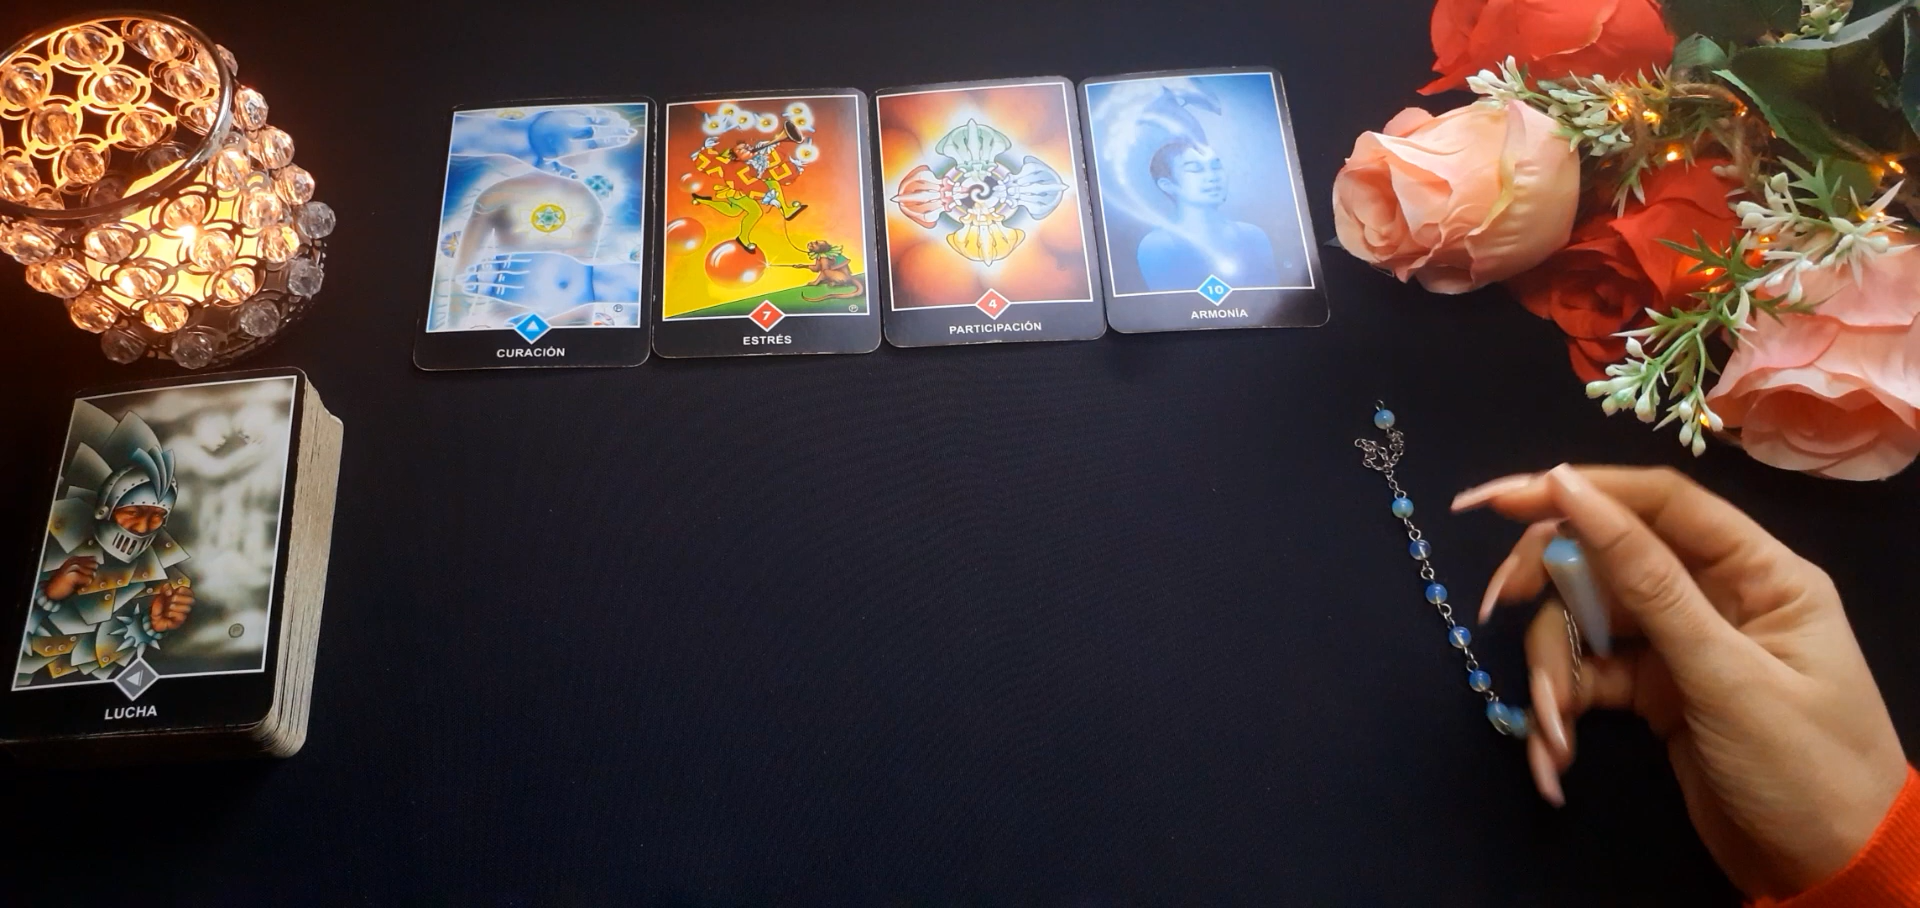 CURACIÓN
7
ESTRÉS
4
PARTICIPACIÓN
10
ARMONÍA
LUCHA